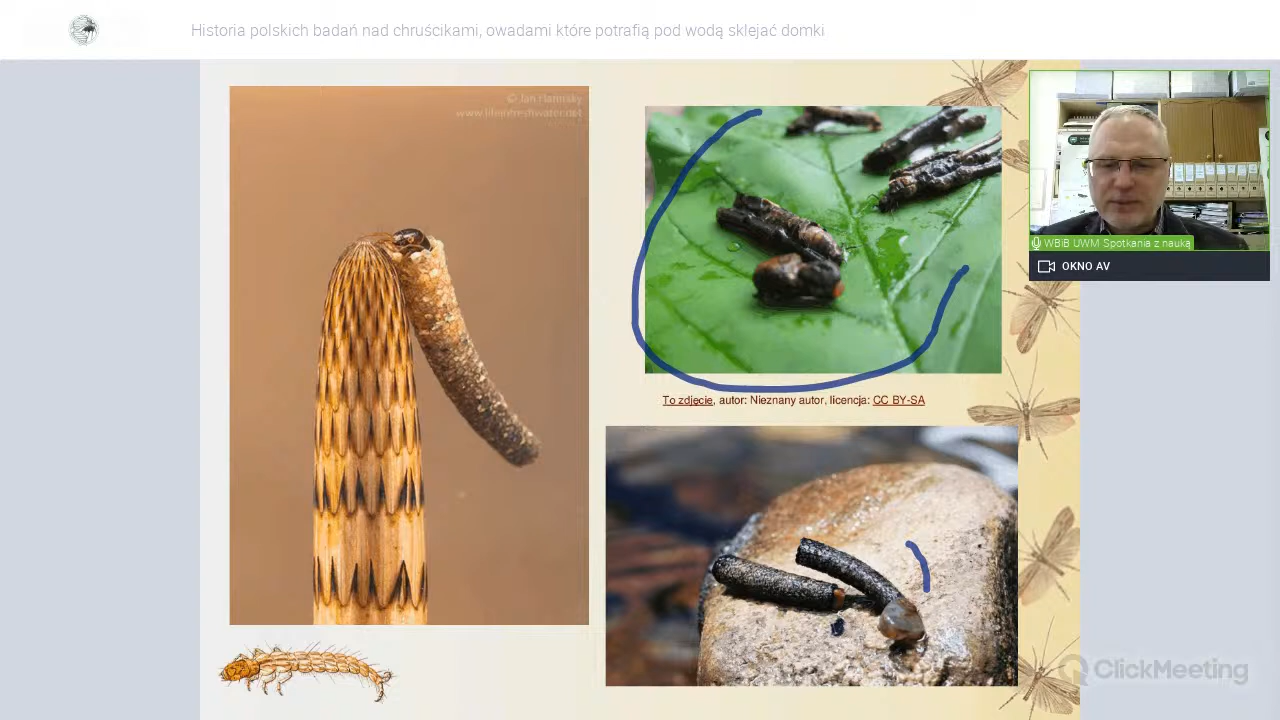 Historia polskich badań nad chruścikami, owadami które potrafią pod wodą sklejać domki
© Jan Hamrsky
www.lifeinfreshwater.net
WBiB UWM Spotkania z nauką
OKNO AV
To zdjęcie, autor: Nieznany autor, licencja: CC BY-SA
ClickMeeting